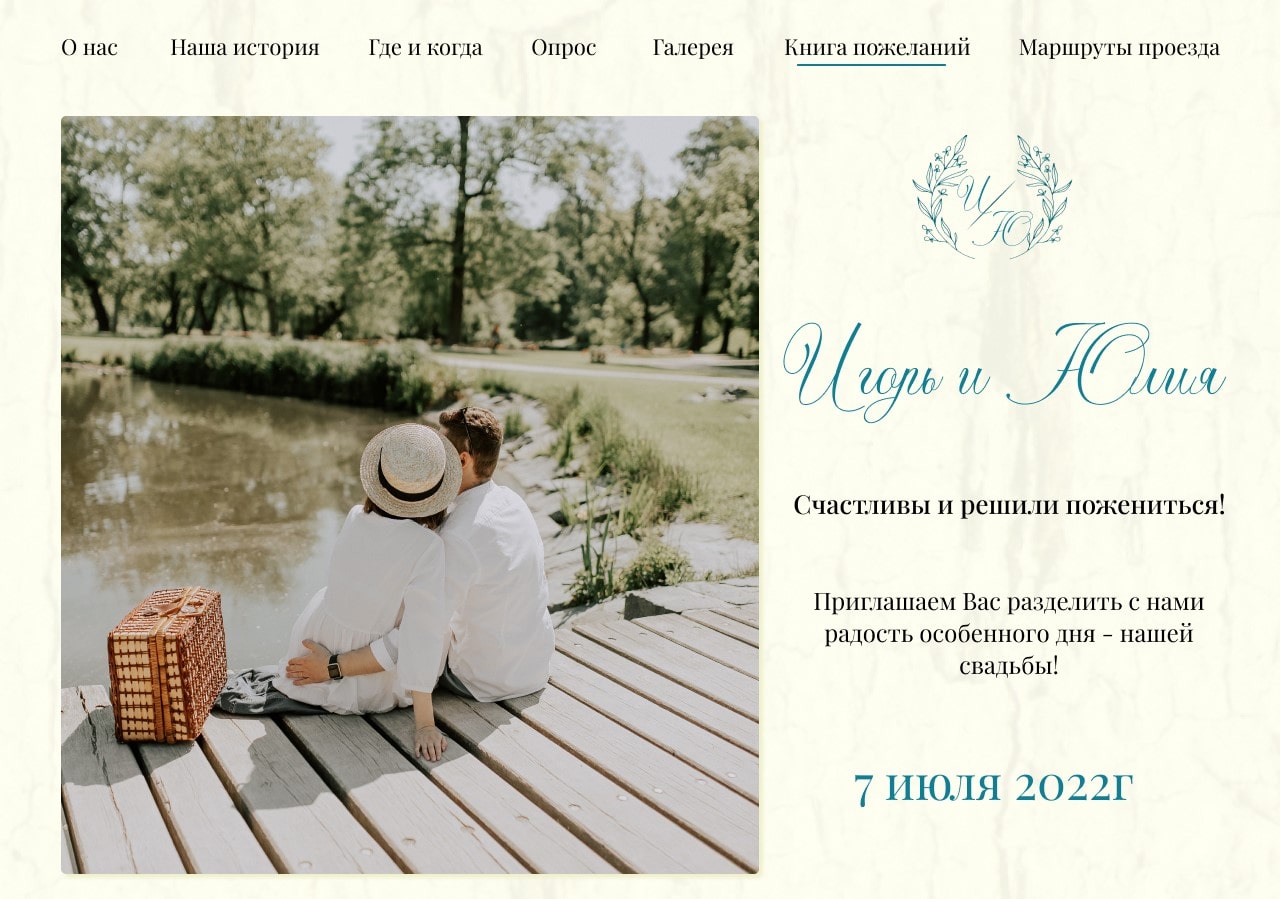 О нас Наша история Где и когда Опрос Галерея Книга пожеланий Маршруты проезда
И/Ю
Игорь и Юлия
Счастливы и решили пожениться!
Приглашаем Вас разделить с нами
радость особенного дня - нашей
свадьбы!
7 июля 2022г